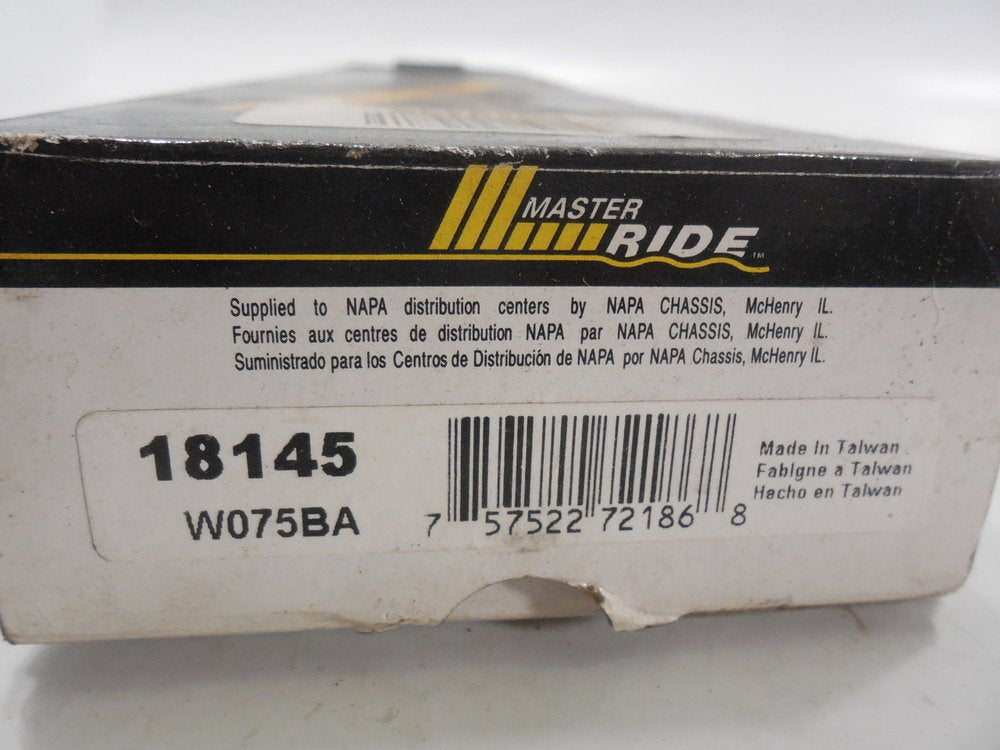 MASTER
RIDE™
Supplied to NAPA distribution centers by NAPA CHASSIS, McHenry IL.
Fournies aux centres de distribution NAPA par NAPA CHASSIS, McHenry IL.
Suministrado para los Centros de Distribución de NAPA por NAPA Chassis, McHenry IL.
18145
W075BA
7 57522 72186 8
Made In Taiwan
Fabigne a Taiwan
Hecho en Taiwan